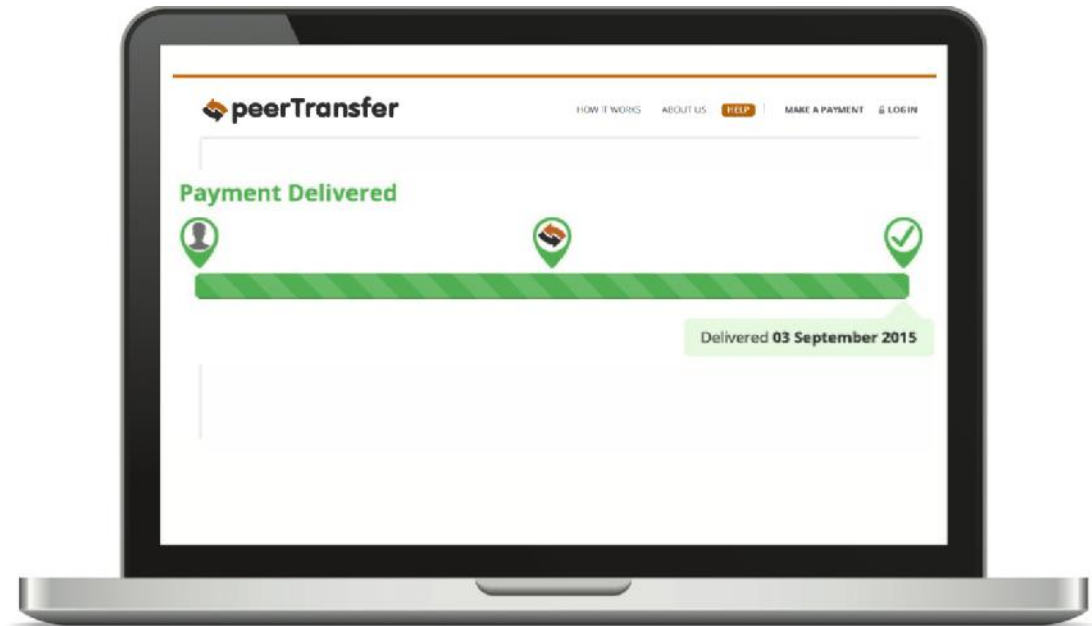 peerTransfer
HOW IT WORKS ABOUT US HELP MAKE A PAYMENT LOGIN
Payment Delivered
Delivered 03 September 2015